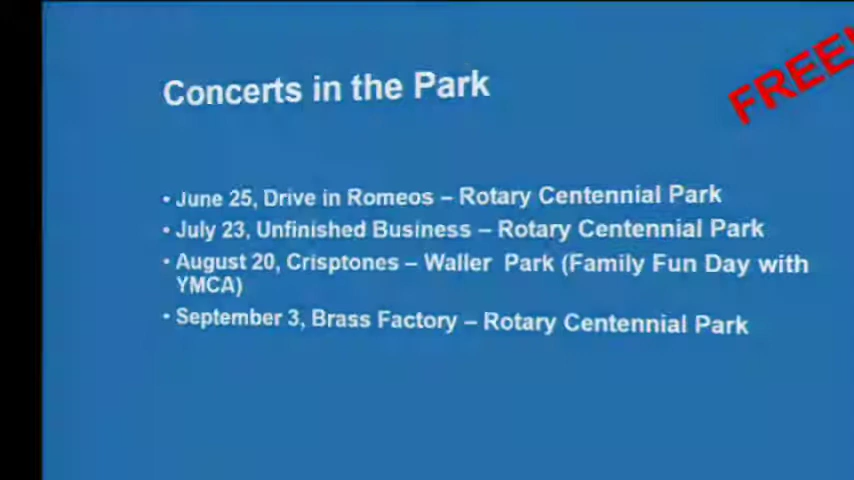 FREE
Concerts in the Park
• June 25, Drive in Romeos – Rotary Centennial Park
• July 23, Unfinished Business – Rotary Centennial Park
• August 20, Crisptones – Waller Park (Family Fun Day with
YMCA)
• September 3, Brass Factory – Rotary Centennial Park